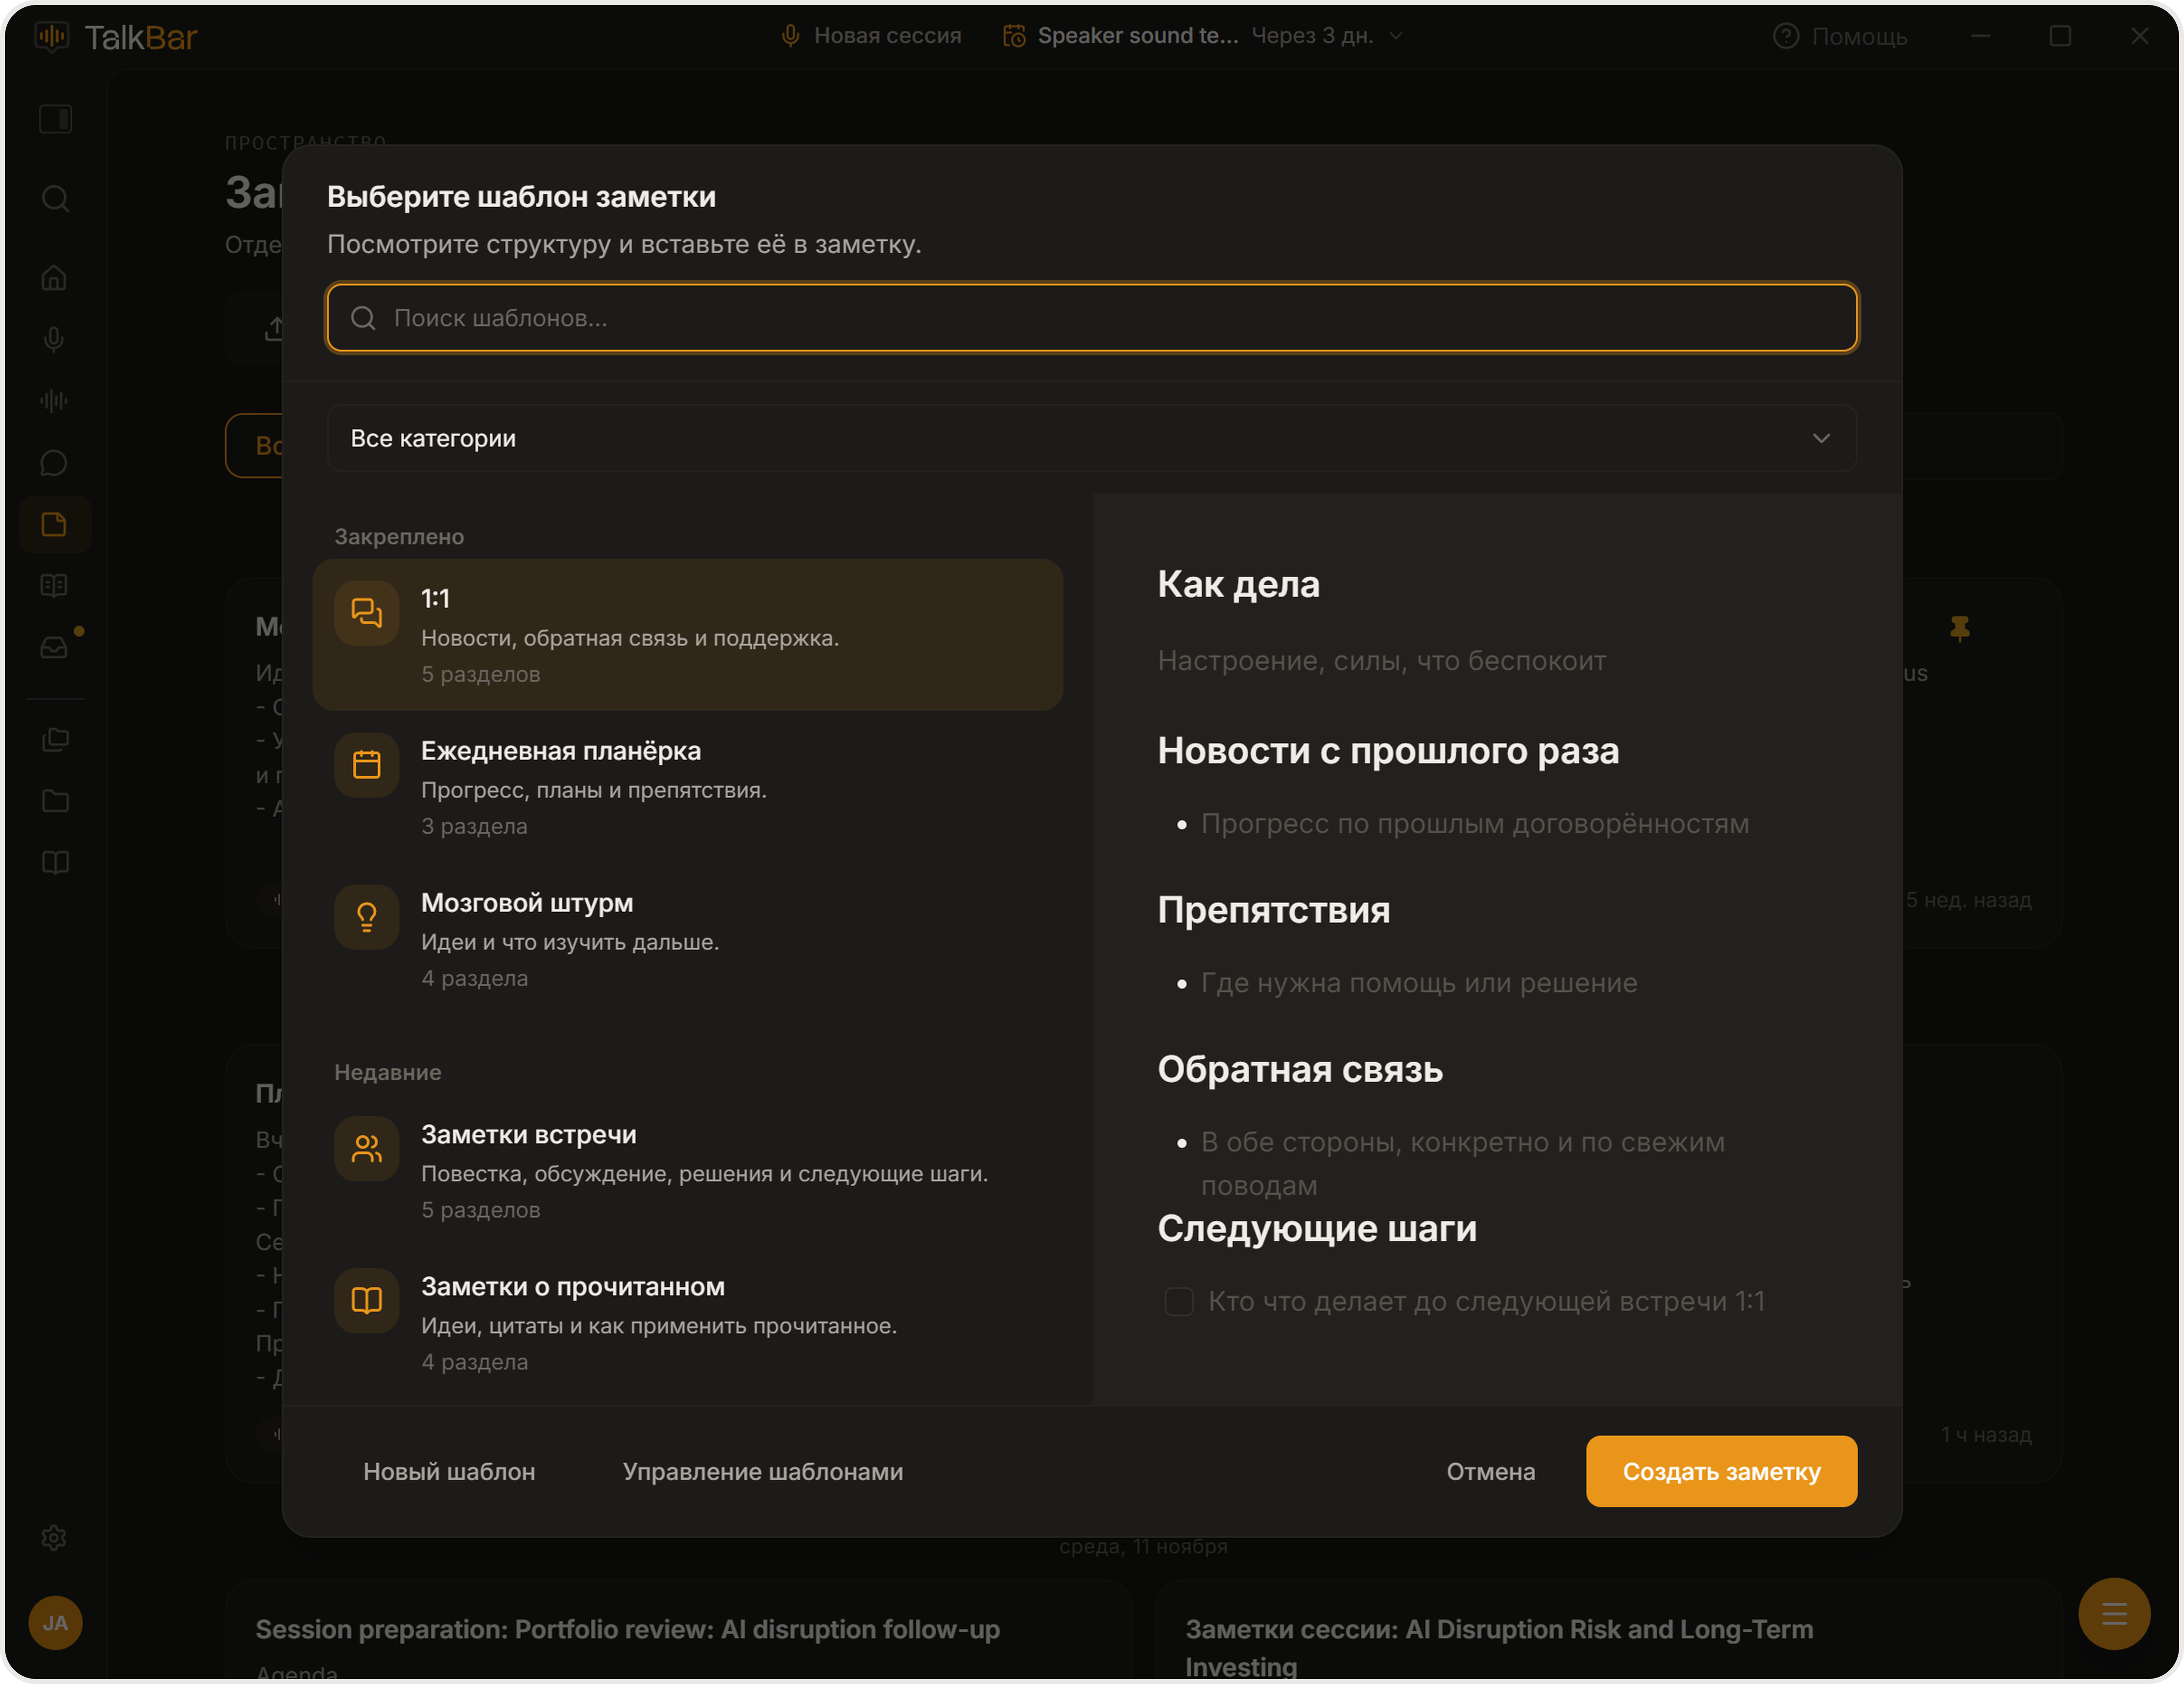 TalkBar
Новая сессия
Speaker sound te... Через 3 дн.
Помощь
ПРОСТРАНСТВО
Выберите шаблон заметки
Посмотрите структуру и вставьте её в заметку.
Поиск шаблонов...
Все категории
Закреплено
1:1
Новости, обратная связь и поддержка.
5 разделов
Ежедневная планёрка
Прогресс, планы и препятствия.
3 раздела
Мозговой штурм
Идеи и что изучить дальше.
4 раздела
Недавние
Заметки встречи
Повестка, обсуждение, решения и следующие шаги.
5 разделов
Заметки о прочитанном
Идеи, цитаты и как применить прочитанное.
4 раздела
Как дела
Настроение, силы, что беспокоит
Новости с прошлого раза
• Прогресс по прошлым договорённостям
Препятствия
• Где нужна помощь или решение
Обратная связь
• В обе стороны, конкретно и по свежим
поводам
Следующие шаги
Кто что делает до следующей встречи 1:1
5 нед. назад
1 ч назад
Новый шаблон
Управление шаблонами
Отмена
Создать заметку
среда, 11 ноября
JA
Session preparation: Portfolio review: AI disruption follow-up
Agenda
Заметки сессии: AI Disruption Risk and Long-Term
Investing